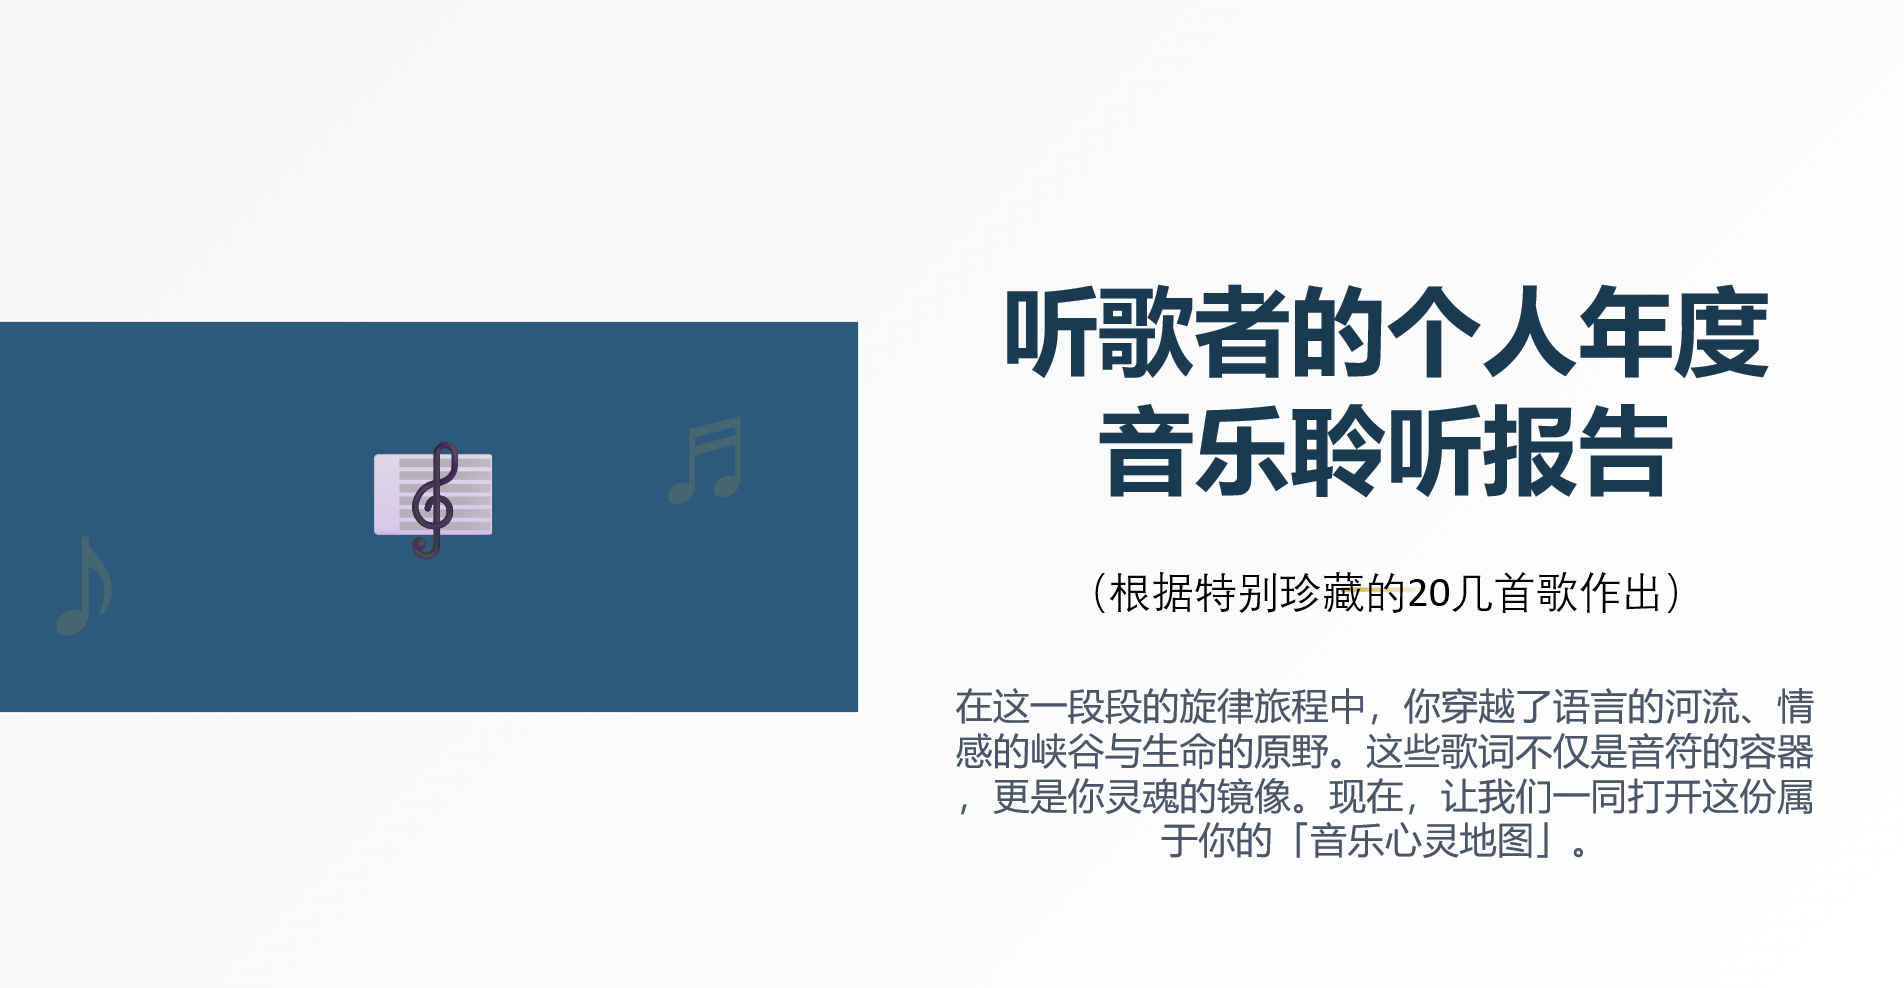 听歌者的个人年度
音乐聆听报告
（根据特别珍藏的20几首歌作出）
在这一段段的旋律旅程中，你穿越了语言的河流、情
感的峡谷与生命的原野。这些歌词不仅是音符的容器
，更是你灵魂的镜像。现在，让我们一同打开这份属
于你的「音乐心灵地图」。